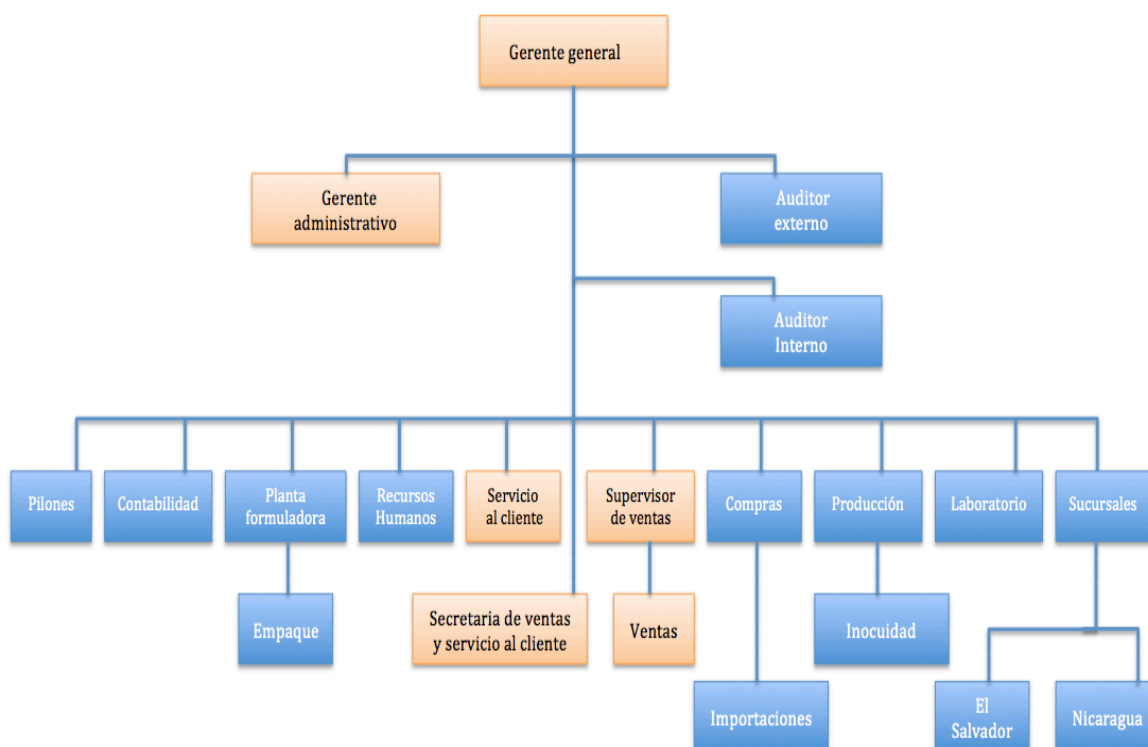 Gerente general
Gerente
administrativo
Auditor
externo
Auditor
Interno
Pilones
Contabilidad
Planta
formuladora
Recursos
Humanos
Servicio
al cliente
Supervisor
de ventas
Compras
Producción
Laboratorio
Sucursales
Empaque
Secretaria de ventas
y servicio al cliente
Ventas
Inocuidad
Importaciones
El
Salvador
Nicaragua